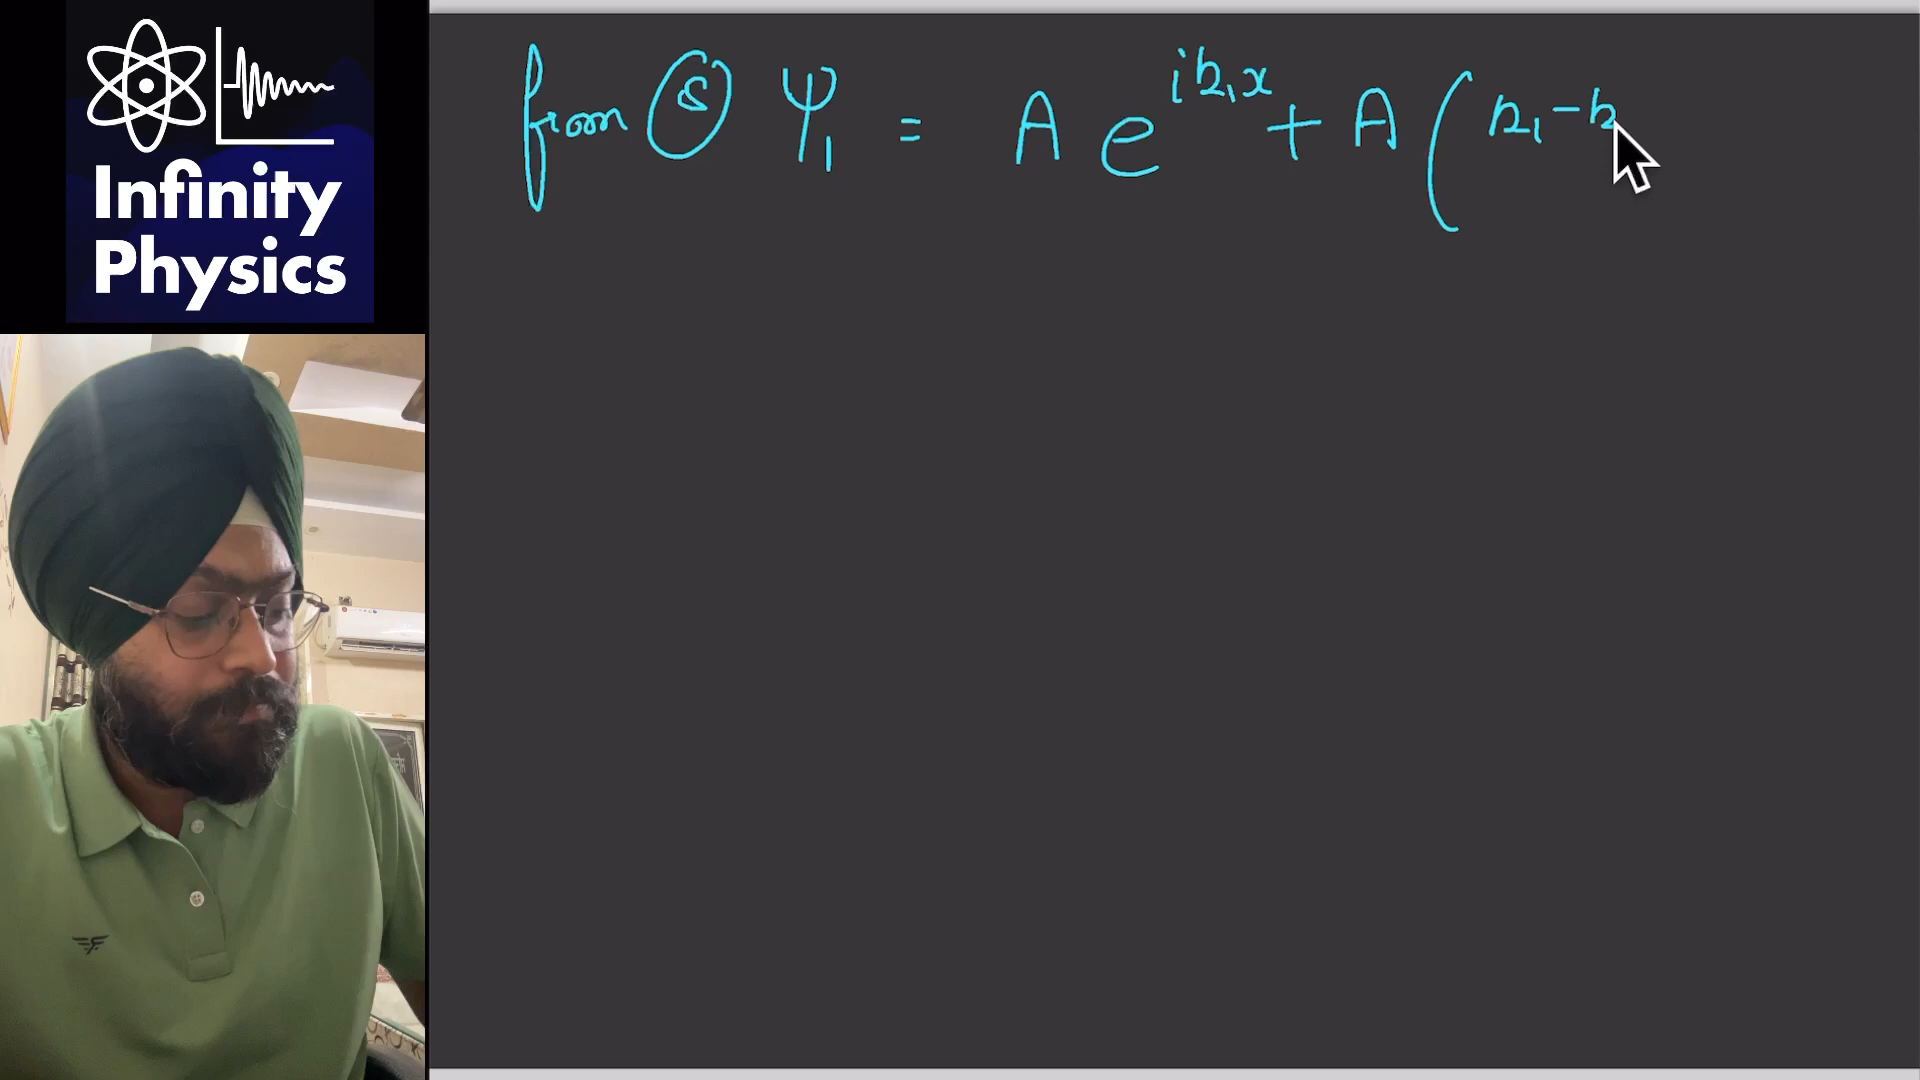 Infinity
Physics
from ⑤ ψ₁ = A e^{ik₁x} + A ( k₁ - k